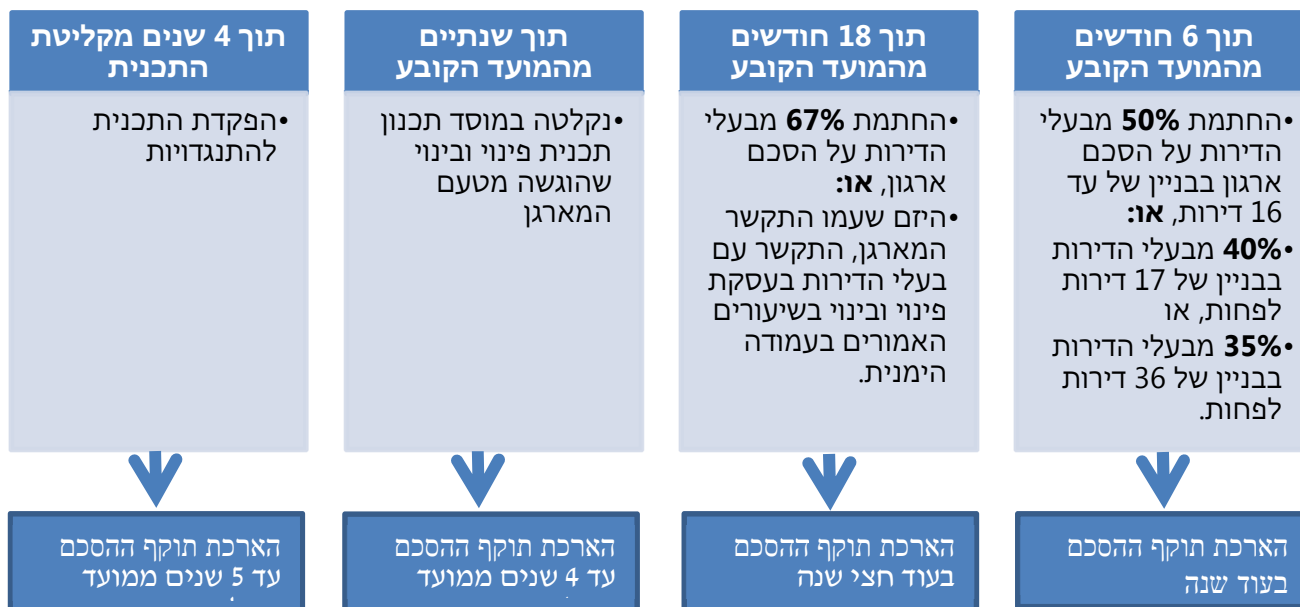 תוך 6 חודשים
מהמועד הקובע
•החתמת 50% מבעלי
הדירות על הסכם
ארגון בבניין של עד
16 דירות, או:
•40% מבעלי הדירות
בבניין של 17 דירות
לפחות, או
•35% מבעלי הדירות
בבניין של 36 דירות
לפחות.
הארכת תוקף ההסכם
בעוד שנה
תוך 18 חודשים
מהמועד הקובע
•החתמת 67% מבעלי
הדירות על הסכם
ארגון, או:
•היזם שעמו התקשר
המארגן, התקשר עם
בעלי הדירות בעסקת
פינוי ובינוי בשיעורים
האמורים בעמודה
הימנית.
הארכת תוקף ההסכם
בעוד חצי שנה
תוך שנתיים
מהמועד הקובע
•נקלטה במוסד תכנון
תכנית פינוי ובינוי
שהוגשה מטעם
המארגן
הארכת תוקף ההסכם
עד 4 שנים ממועד
תוך 4 שנים מקליטת
התכנית
•הפקדת התכנית
להתנגדויות
הארכת תוקף ההסכם
עד 5 שנים ממועד